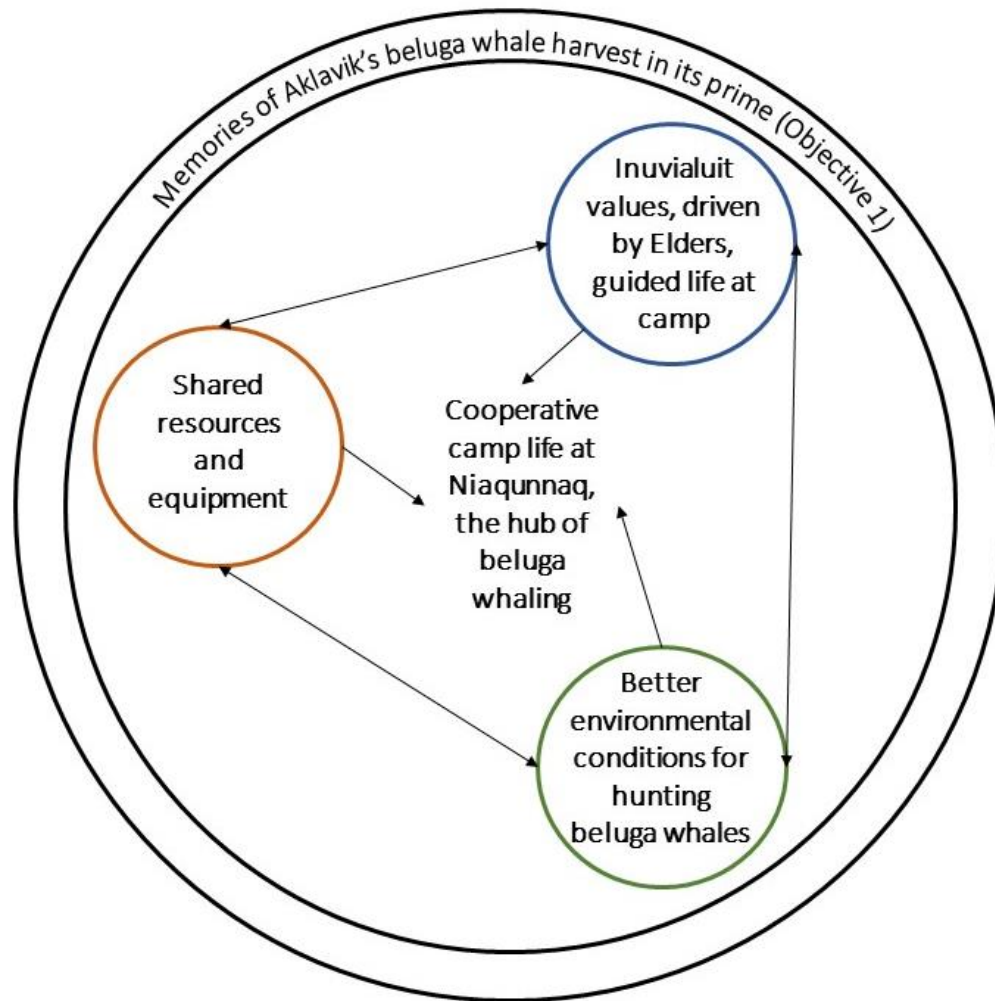 Memories of Aklavik's beluga whale harvest in its prime (Objective 1)
Inuvialuit
values, driven
by Elders,
guided life at
camp
Shared
resources
and
equipment
Cooperative
camp life at
Niaqunnaq,
the hub of
beluga
whaling
Better
environmental
conditions for
hunting
beluga whales